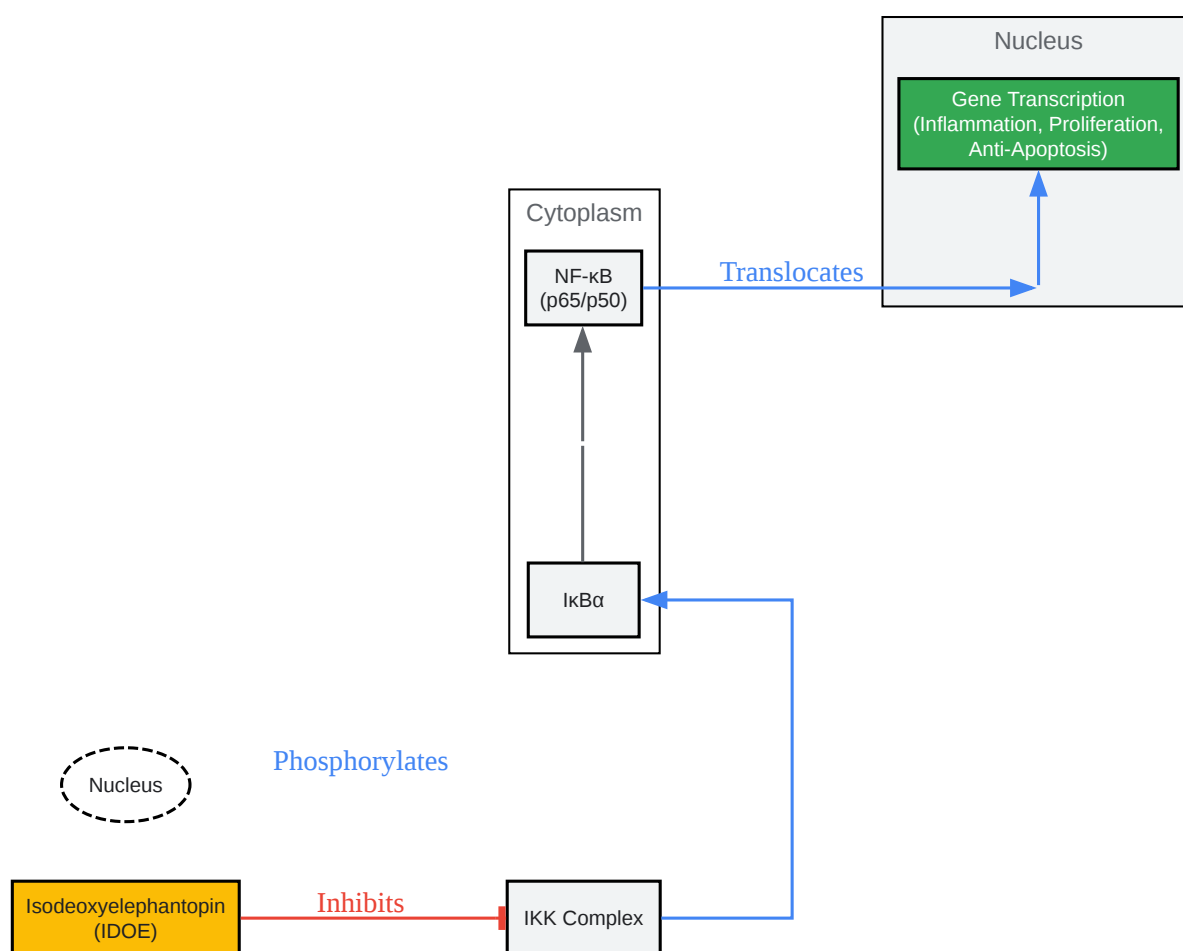 Nucleus
Gene Transcription
(Inflammation, Proliferation,
Anti-Apoptosis)
Cytoplasm
NF-κB
(p65/p50)
Translocates
IκBα
Phosphorylates
Nucleus
Isodeoxyelephantopin
(IDOE)
Inhibits
IKK Complex